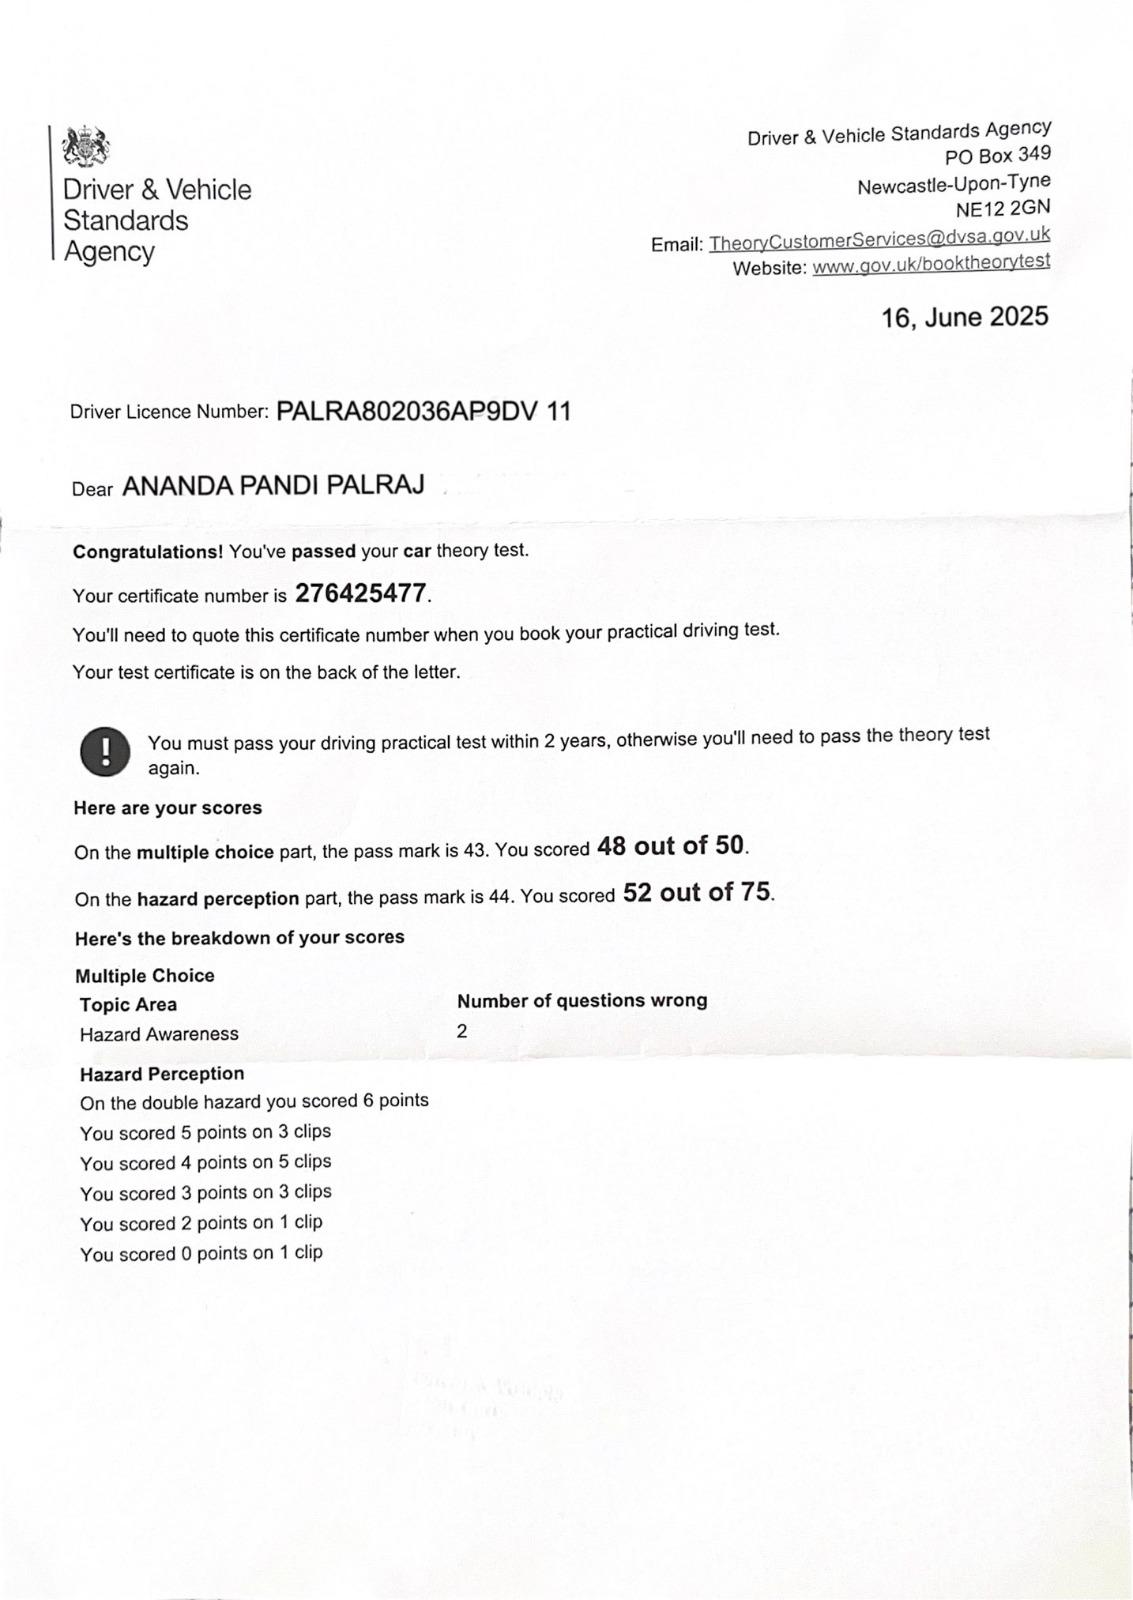 Driver & Vehicle
Standards
Agency
Driver & Vehicle Standards Agency
PO Box 349
Newcastle-Upon-Tyne
NE12 2GN
Email: TheoryCustomerServices@dvsa.gov.uk
Website: www.gov.uk/booktheorytest
16, June 2025
Driver Licence Number: PALRA802036AP9DV 11
Dear ANANDA PANDI PALRAJ
Congratulations! You've passed your car theory test.
Your certificate number is 276425477.
You'll need to quote this certificate number when you book your practical driving test.
Your test certificate is on the back of the letter.
!
You must pass your driving practical test within 2 years, otherwise you'll need to pass the theory test
again.
Here are your scores
On the multiple choice part, the pass mark is 43. You scored 48 out of 50.
On the hazard perception part, the pass mark is 44. You scored 52 out of 75.
Here's the breakdown of your scores
Multiple Choice
Topic Area Number of questions wrong
Hazard Awareness 2
Hazard Perception
On the double hazard you scored 6 points
You scored 5 points on 3 clips
You scored 4 points on 5 clips
You scored 3 points on 3 clips
You scored 2 points on 1 clip
You scored 0 points on 1 clip